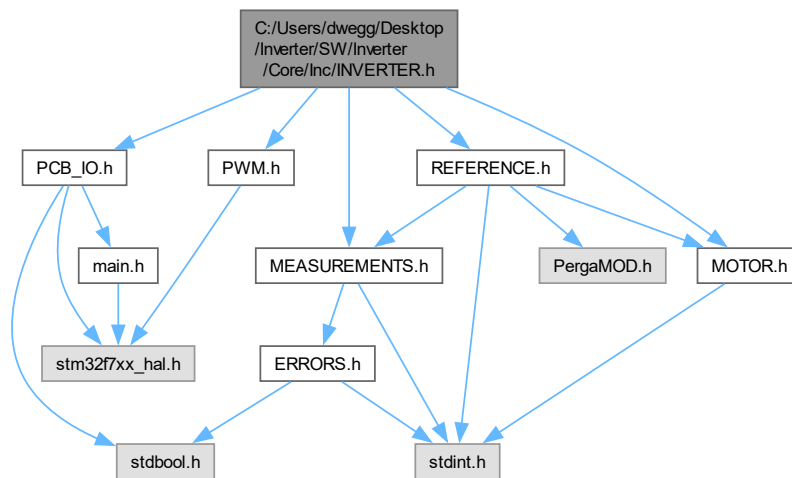 C:/Users/dwegg/Desktop
/Inverter/SW/Inverter
/Core/Inc/INVERTER.h
PCB_IO.h
PWM.h
REFERENCE.h
main.h
MEASUREMENTS.h
PergaMOD.h
MOTOR.h
stm32f7xx_hal.h
ERRORS.h
stdbool.h
stdint.h